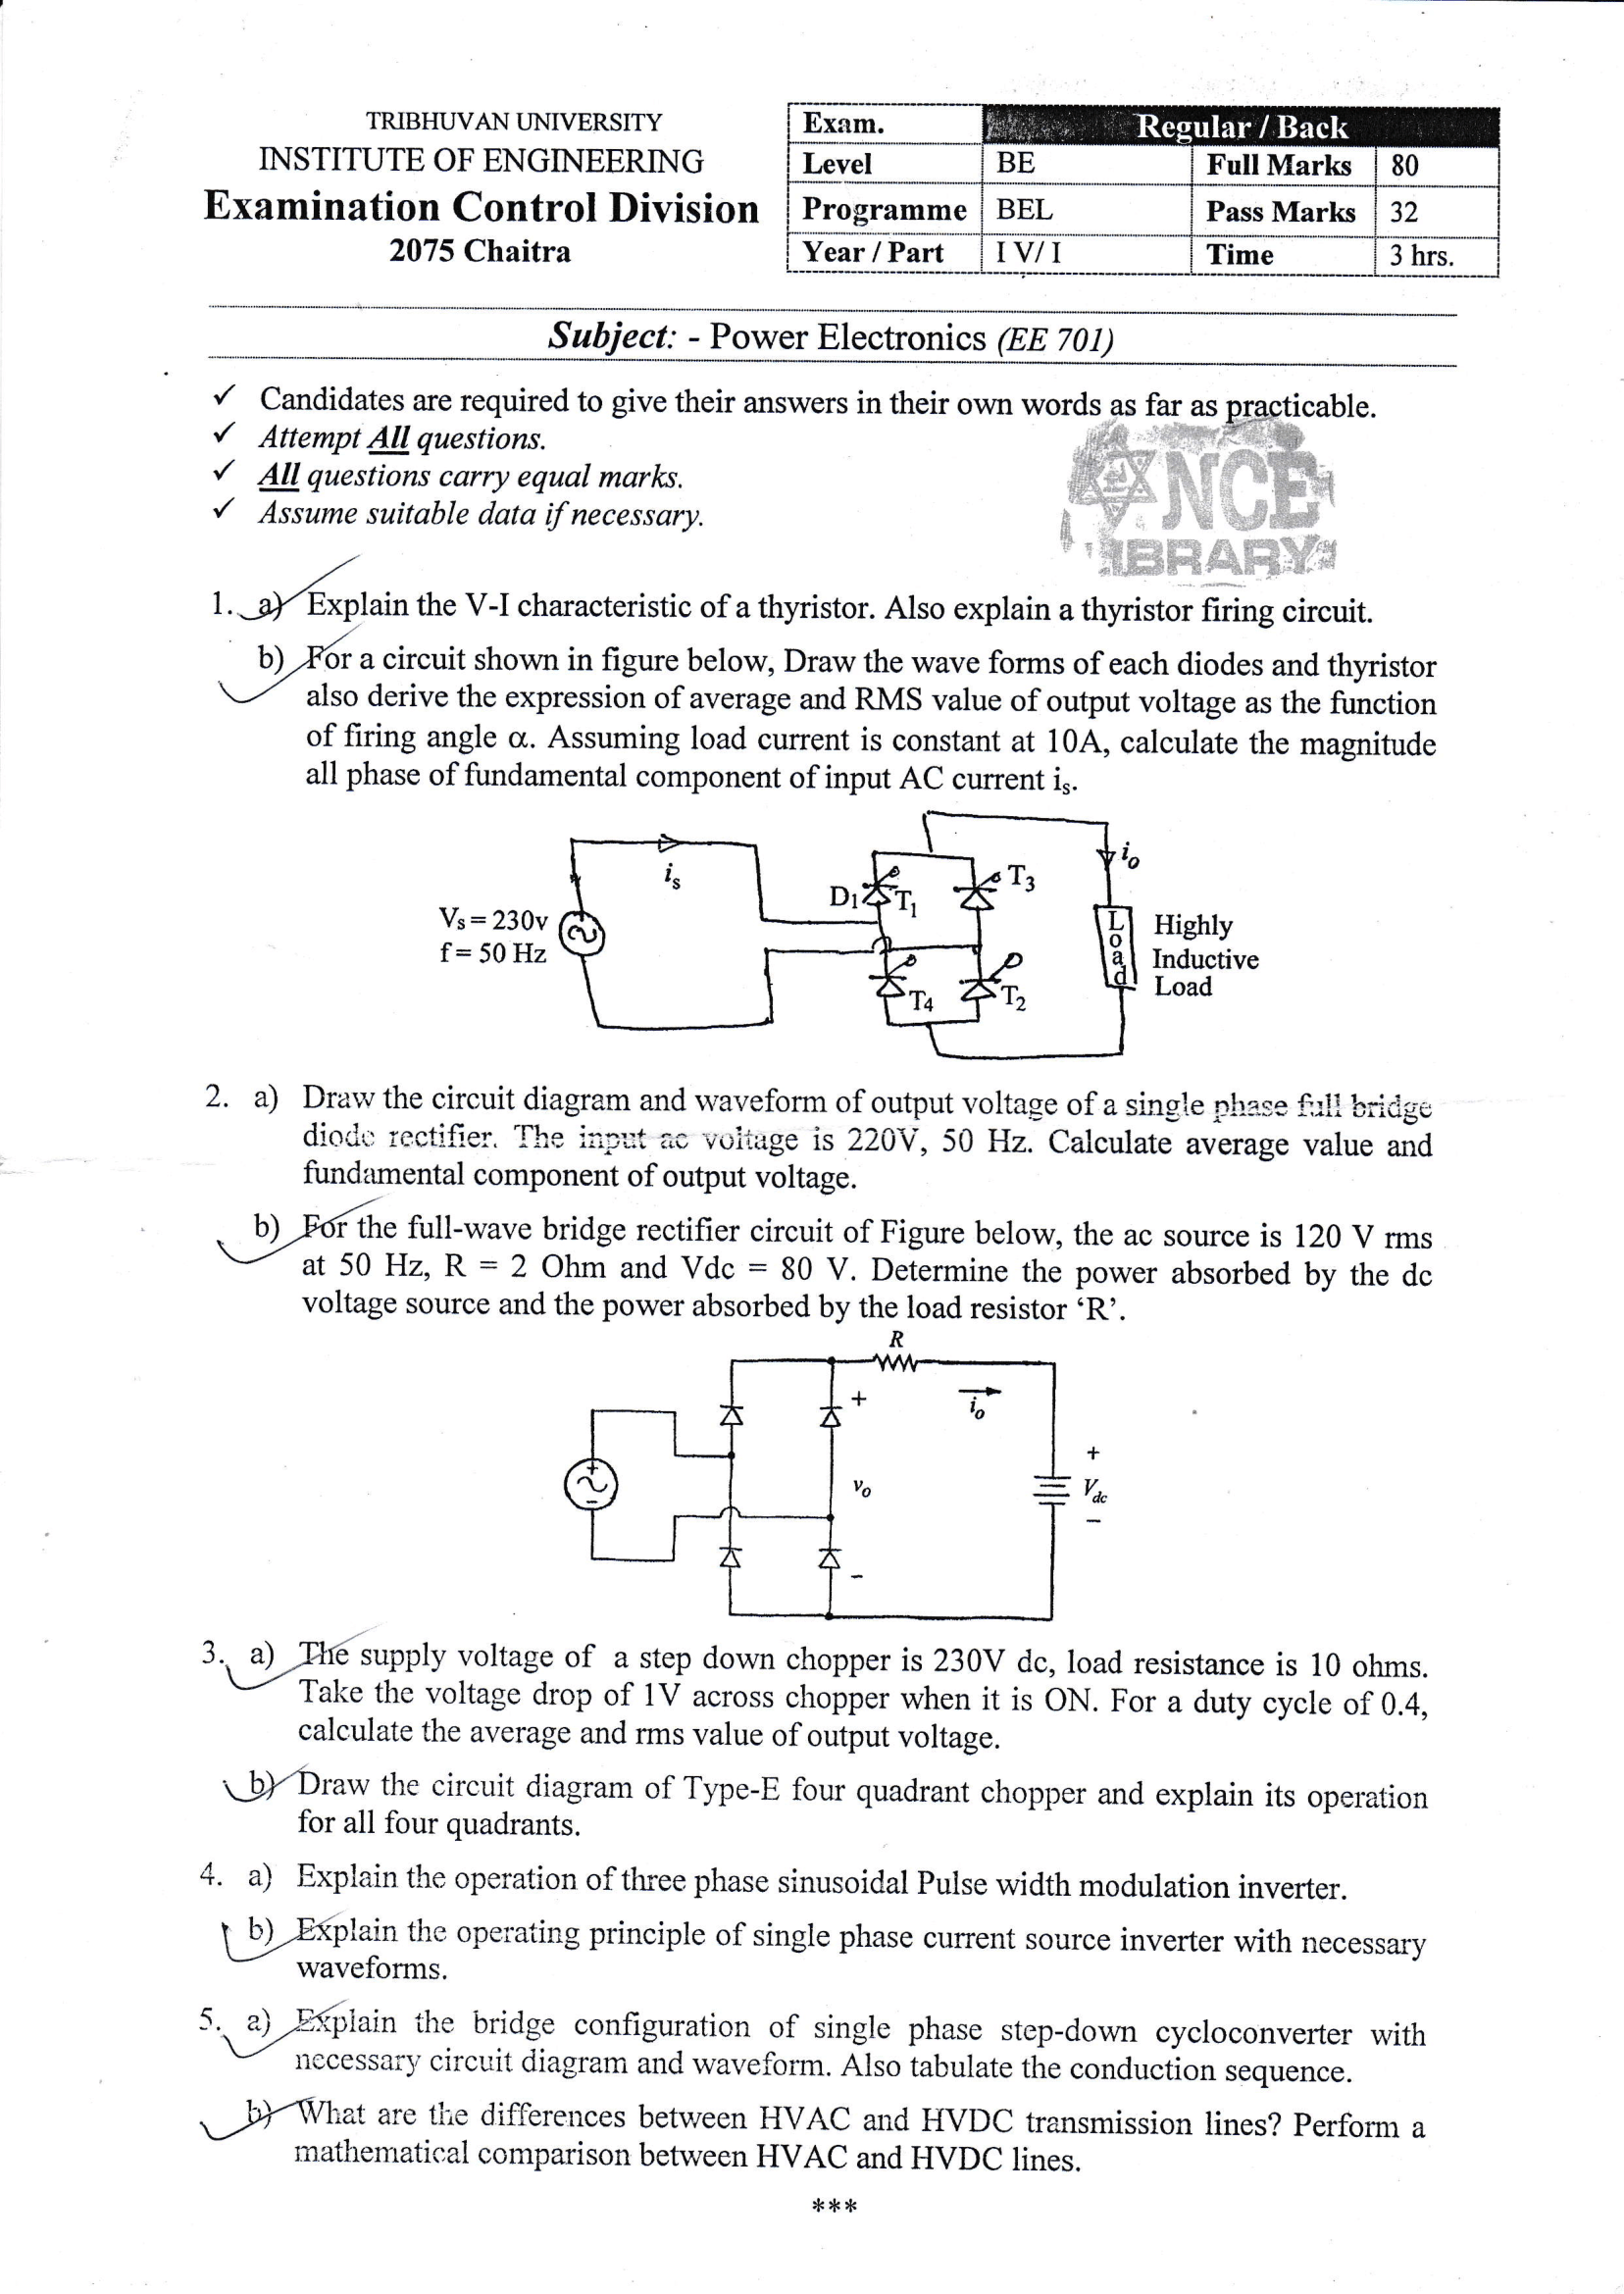 TRIBHUVAN UNIVERSITY
INSTITUTE OF ENGINEERING
Examination Control Division
2075 Chaitra
Exam. Regular / Back
Level BE Full Marks 80
Programme BEL Pass Marks 32
Year / Part I V/ I Time 3 hrs.
Subject: - Power Electronics (EE 701)
✓ Candidates are required to give their answers in their own words as far as practicable.
✓ Attempt All questions.
✓ All questions carry equal marks.
✓ Assume suitable data if necessary.
NCE
LIBRARY
1. a) Explain the V-I characteristic of a thyristor. Also explain a thyristor firing circuit.
b) For a circuit shown in figure below, Draw the wave forms of each diodes and thyristor
also derive the expression of average and RMS value of output voltage as the function
of firing angle α. Assuming load current is constant at 10A, calculate the magnitude
all phase of fundamental component of input AC current is.
is
Vs = 230v
f = 50 Hz
D1
T1
T3
T4
T2
io
Load
Highly
Inductive
Load
2. a) Draw the circuit diagram and waveform of output voltage of a single phase full bridge
diode rectifier. The input ac voltage is 220V, 50 Hz. Calculate average value and
fundamental component of output voltage.
b) For the full-wave bridge rectifier circuit of Figure below, the ac source is 120 V rms
at 50 Hz, R = 2 Ohm and Vdc = 80 V. Determine the power absorbed by the dc
voltage source and the power absorbed by the load resistor ‘R’.
R
+
io
+
-
vo
+
Vdc
-
-
3. a) The supply voltage of a step down chopper is 230V dc, load resistance is 10 ohms.
Take the voltage drop of 1V across chopper when it is ON. For a duty cycle of 0.4,
calculate the average and rms value of output voltage.
b) Draw the circuit diagram of Type-E four quadrant chopper and explain its operation
for all four quadrants.
4. a) Explain the operation of three phase sinusoidal Pulse width modulation inverter.
b) Explain the operating principle of single phase current source inverter with necessary
waveforms.
5. a) Explain the bridge configuration of single phase step-down cycloconverter with
necessary circuit diagram and waveform. Also tabulate the conduction sequence.
b) What are the differences between HVAC and HVDC transmission lines? Perform a
mathematical comparison between HVAC and HVDC lines.
***